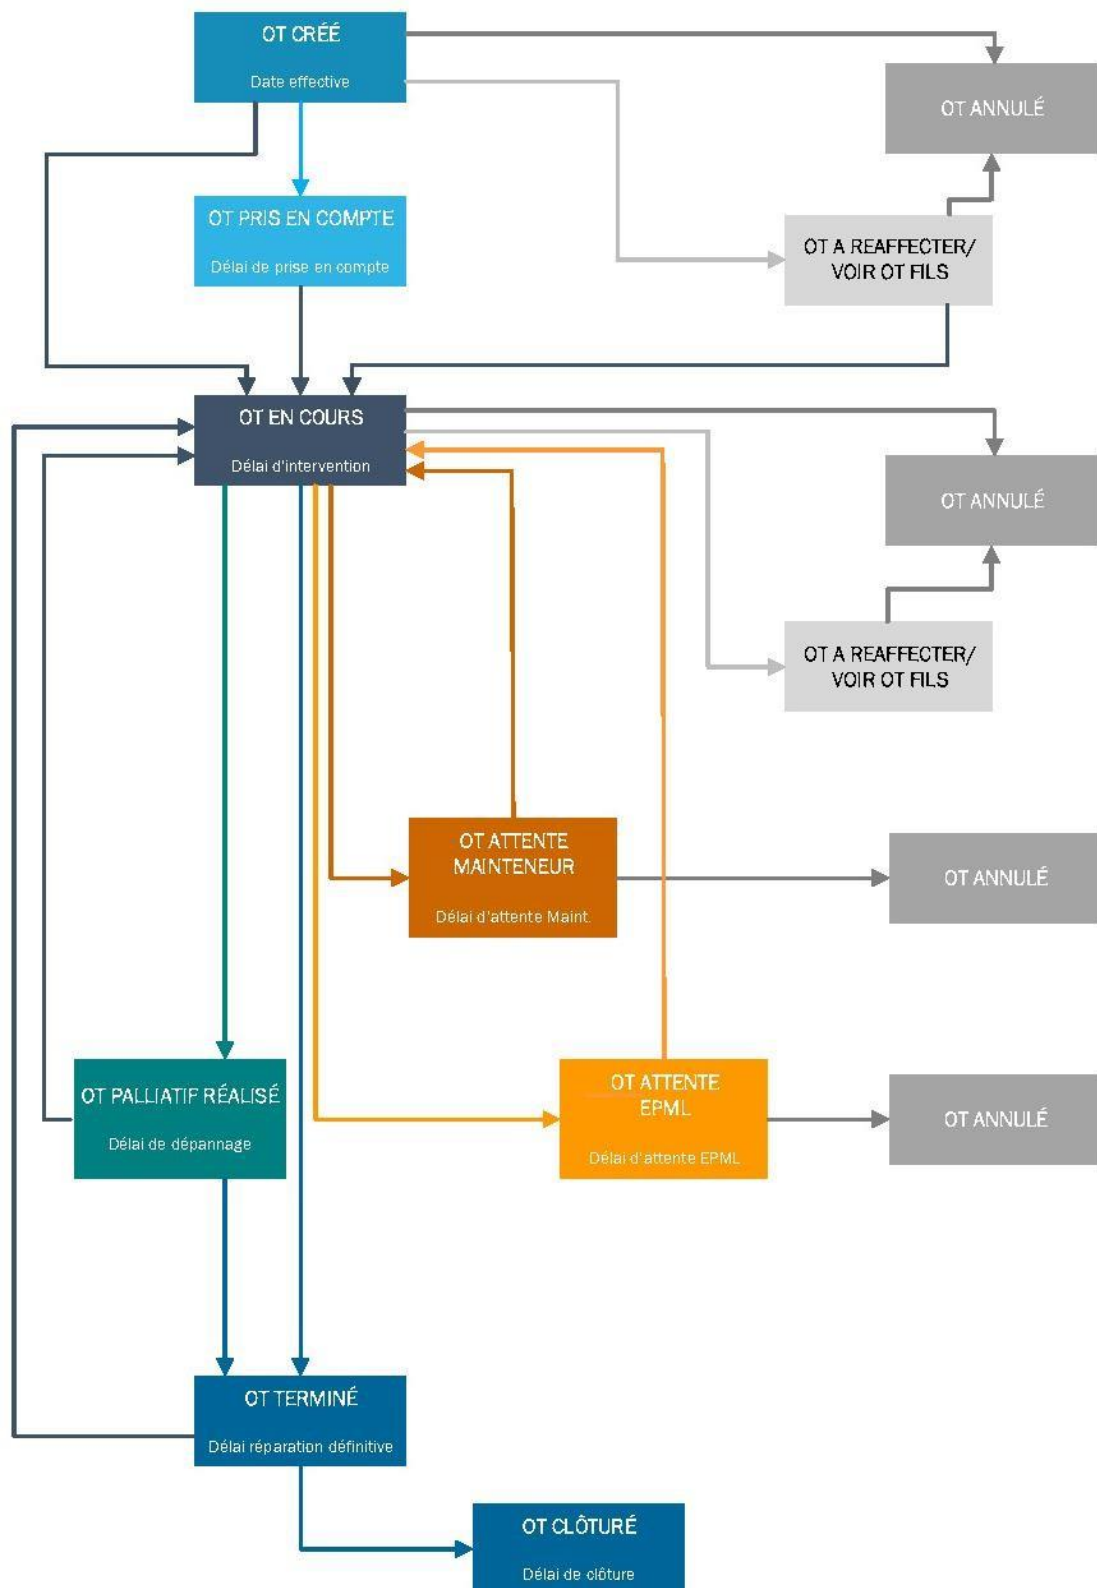 OT CRÉÉ
Date effective
OT ANNULÉ
OT PRIS EN COMPTE
Délai de prise en compte
OT A REAFFECTER/
VOIR OT FILS
OT EN COURS
Délai d'intervention
OT ANNULÉ
OT A REAFFECTER/
VOIR OT FILS
OT ATTENTE
MAINTENEUR
Délai d'attente Maint.
OT ANNULÉ
OT PALLIATIF RÉALISÉ
Délai de dépannage
OT ATTENTE
EPML
Délai d'attente EPML
OT ANNULÉ
OT TERMINÉ
Délai réparation définitive
OT CLÔTURÉ
Délai de clôture